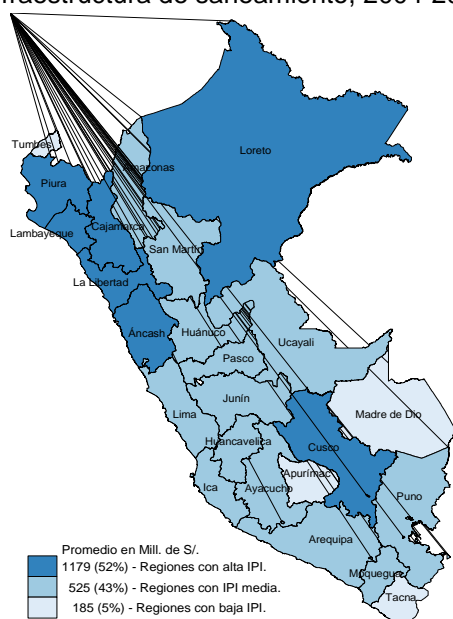 fraestructura de saneamiento, 2004-2
Tumbes
Loreto
Amazonas
Piura
Cajamarca
Lambayeque
San Martín
La Libertad
Áncash
Huánuco
Ucayali
Pasco
Junín
Lima
Madre de Dio
Huancavelica
Cusco
Apurímac
Ica
Ayacucho
Puno
Arequipa
Moquegua
Tacna
Promedio en Mill. de S/.
1179 (52%) - Regiones con alta IPI.
525 (43%) - Regiones con IPI media.
185 (5%) - Regiones con baja IPI.